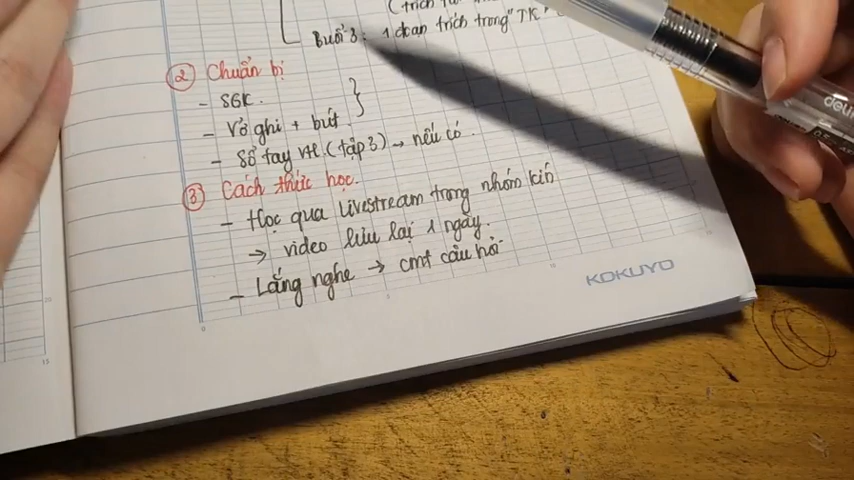 (trích
Buổi 3: 1 đoạn trích trong "TK"
② Chuẩn bị
- SGK.
- Vở ghi + bút
- Sổ tay VH (tập 3) → nếu có.
③ Cách thức học.
- Học qua Livestream trong nhóm kín
→ video lưu lại 1 ngày.
- Lắng nghe → cmt câu hỏi
KOKUYO
deli